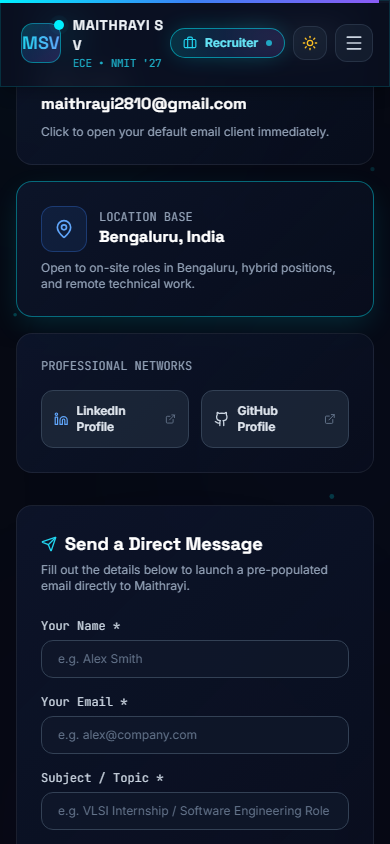 MSV
MAITHRAYI S
V
ECE • NMIT '27
Recruiter
maithrayi2810@gmail.com
Click to open your default email client immediately.
LOCATION BASE
Bengaluru, India
Open to on-site roles in Bengaluru, hybrid positions,
and remote technical work.
PROFESSIONAL NETWORKS
LinkedIn
Profile
GitHub
Profile
Send a Direct Message
Fill out the details below to launch a pre-populated
email directly to Maithrayi.
Your Name *
e.g. Alex Smith
Your Email *
e.g. alex@company.com
Subject / Topic *
e.g. VLSI Internship / Software Engineering Role